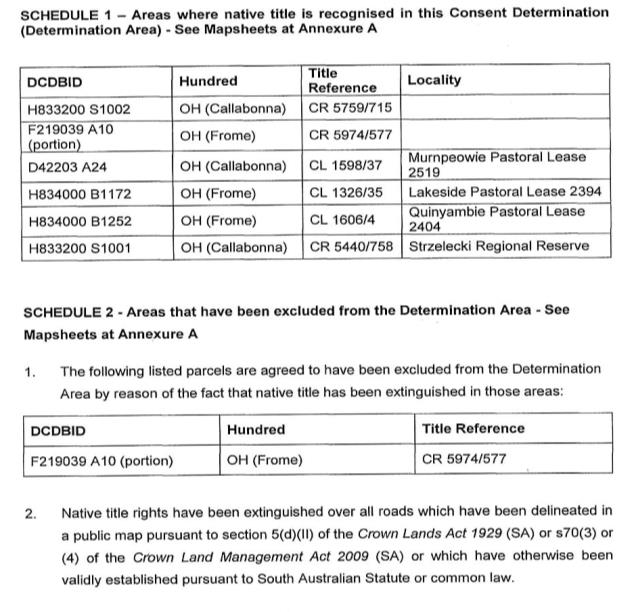 SCHEDULE 1 – Areas where native title is recognised in this Consent Determination
(Determination Area) - See Mapsheets at Annexure A
DCDBID Hundred Title Reference Locality
H833200 S1002 OH (Callabonna) CR 5759/715
F219039 A10 (portion) OH (Frome) CR 5974/577
D42203 A24 OH (Callabonna) CL 1598/37 Murnpeowie Pastoral Lease 2519
H834000 B1172 OH (Frome) CL 1326/35 Lakeside Pastoral Lease 2394
H834000 B1252 OH (Frome) CL 1606/4 Quinyambie Pastoral Lease 2404
H833200 S1001 OH (Callabonna) CR 5440/758 Strzelecki Regional Reserve
SCHEDULE 2 - Areas that have been excluded from the Determination Area - See
Mapsheets at Annexure A
1. The following listed parcels are agreed to have been excluded from the Determination
Area by reason of the fact that native title has been extinguished in those areas:
DCDBID Hundred Title Reference
F219039 A10 (portion) OH (Frome) CR 5974/577
2. Native title rights have been extinguished over all roads which have been delineated in
a public map pursuant to section 5(d)(II) of the Crown Lands Act 1929 (SA) or s70(3) or
(4) of the Crown Land Management Act 2009 (SA) or which have otherwise been
validly established pursuant to South Australian Statute or common law.